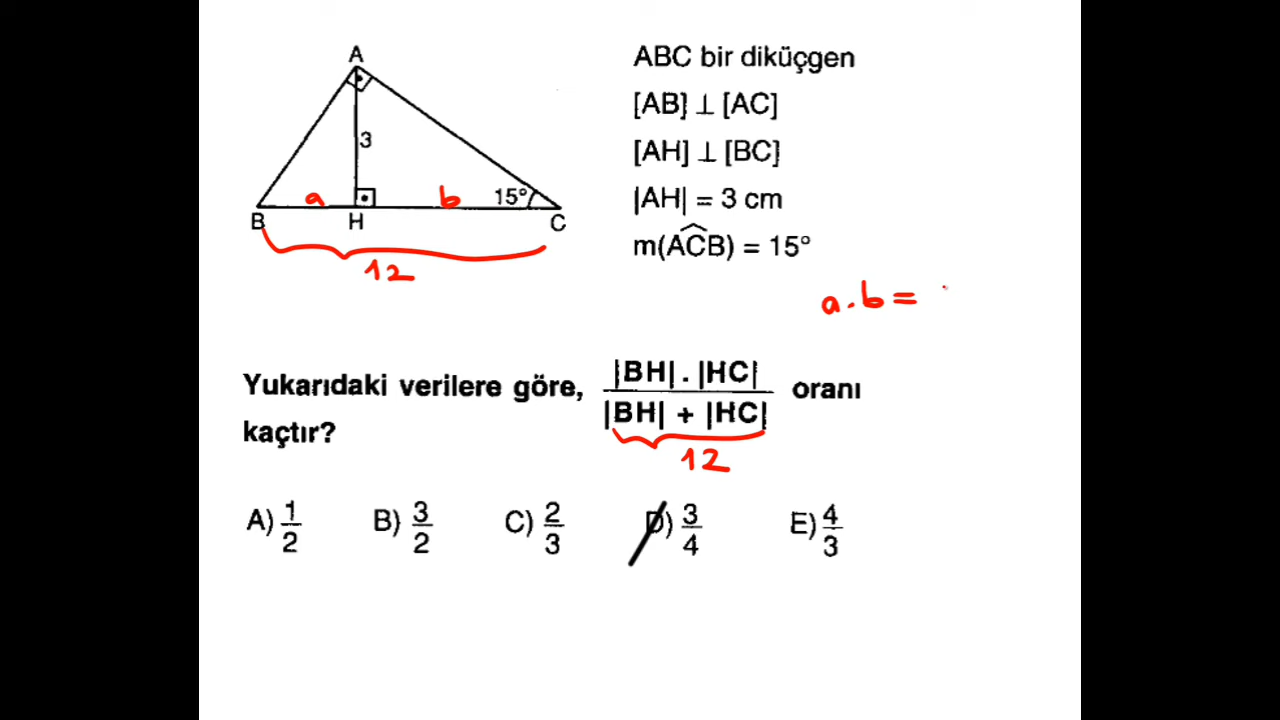 A
3
a
b
15°
B
H
C
12
ABC bir diküçgen
[AB] ⊥ [AC]
[AH] ⊥ [BC]
|AH| = 3 cm
m(ACB) = 15°
a.b =
Yukarıdaki verilere göre, |BH| . |HC| / |BH| + |HC| oranı
kaçtır?
12
A) 1/2 B) 3/2 C) 2/3 D) 3/4 E) 4/3